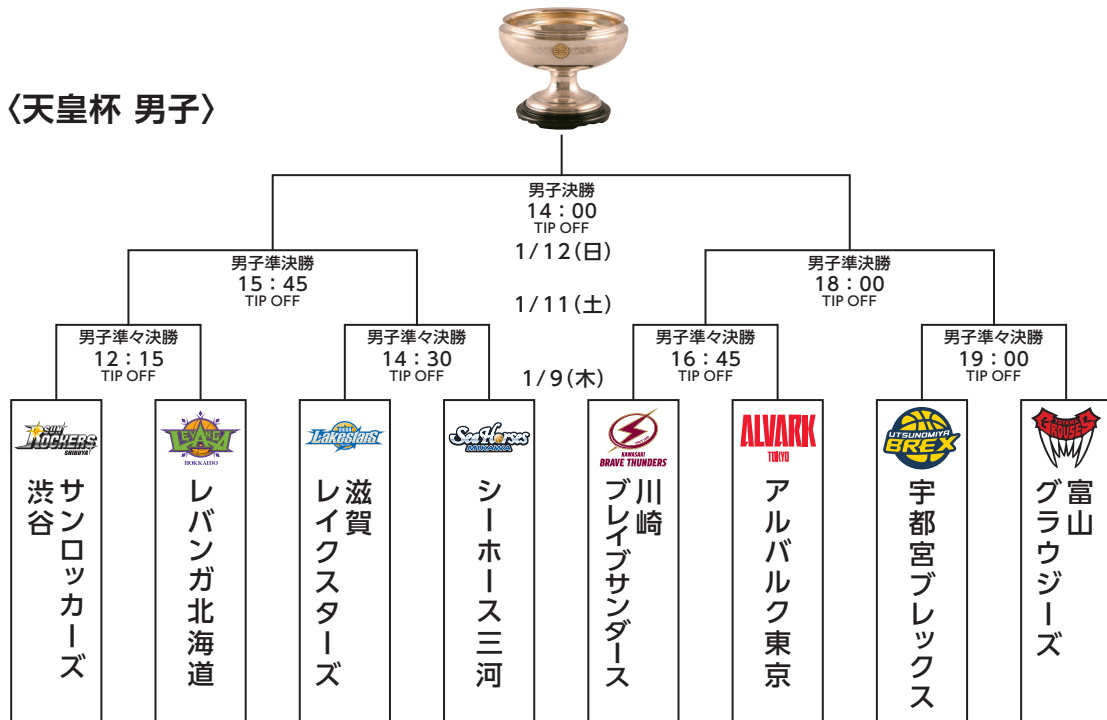 〈天皇杯 男子〉
男子決勝
14：00
TIP OFF
1/12(日)
男子準決勝
15：45
TIP OFF
男子準決勝
18：00
TIP OFF
1/11(土)
男子準々決勝
12：15
TIP OFF
男子準々決勝
14：30
TIP OFF
男子準々決勝
16：45
TIP OFF
男子準々決勝
19：00
TIP OFF
1/9(木)
SUN
ROCKERS
SHIBUYA
サンロッカーズ
渋谷
LEVANGA
HOKKAIDO
レバンガ北海道
Lakestars
滋賀
レイクスターズ
SeaHorses
MIKAWA
シーホース三河
KAWASAKI
BRAVE THUNDERS
川崎
ブレイブサンダース
ALVARK
TOKYO
アルバルク東京
UTSUNOMIYA
BREX
宇都宮ブレックス
GROUSES
富山
グラウジーズ